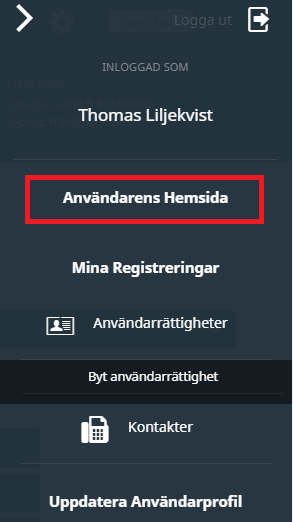 Logga ut
INLOGGAD SOM
Thomas Liljekvist
Användarens Hemsida
Mina Registreringar
Användarrättigheter
Byt användarrättighet
Kontakter
Uppdatera Användarprofil